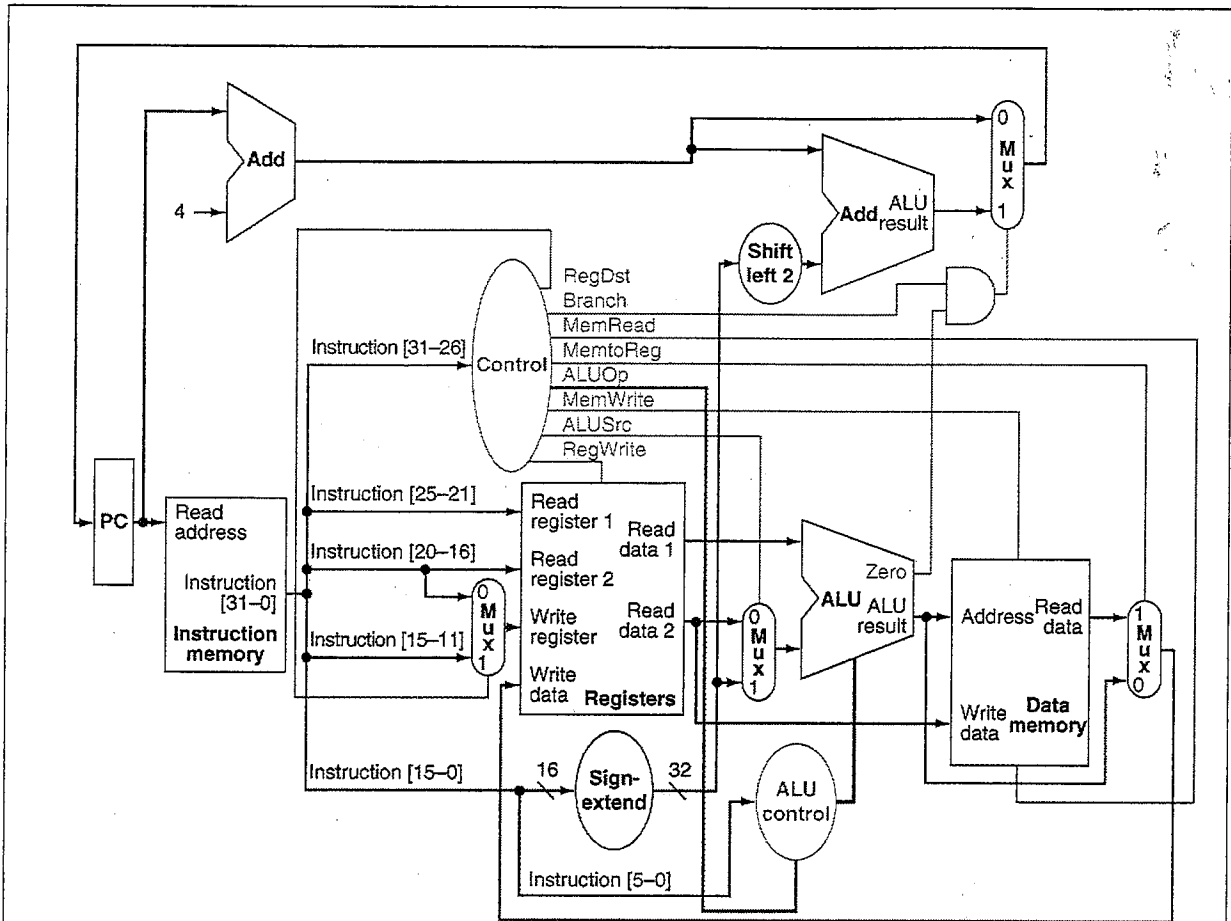 Add
4
0
Mux
1
Add
ALU
result
Shift
left 2
RegDst
Branch
MemRead
MemtoReg
ALUOp
MemWrite
ALUSrc
RegWrite
Control
Instruction [31–26]
PC
Read
address
Instruction
[31–0]
Instruction
memory
Instruction [25–21]
Instruction [20–16]
Instruction [15–11]
0
Mux
1
Read
register 1
Read
register 2
Write
register
Write
data
Read
data 1
Read
data 2
Registers
0
Mux
1
Zero
ALU
ALU
result
Address
Read
data
Write
data
Data
memory
1
Mux
0
Instruction [15–0]
16
Sign-
extend
32
ALU
control
Instruction [5–0]